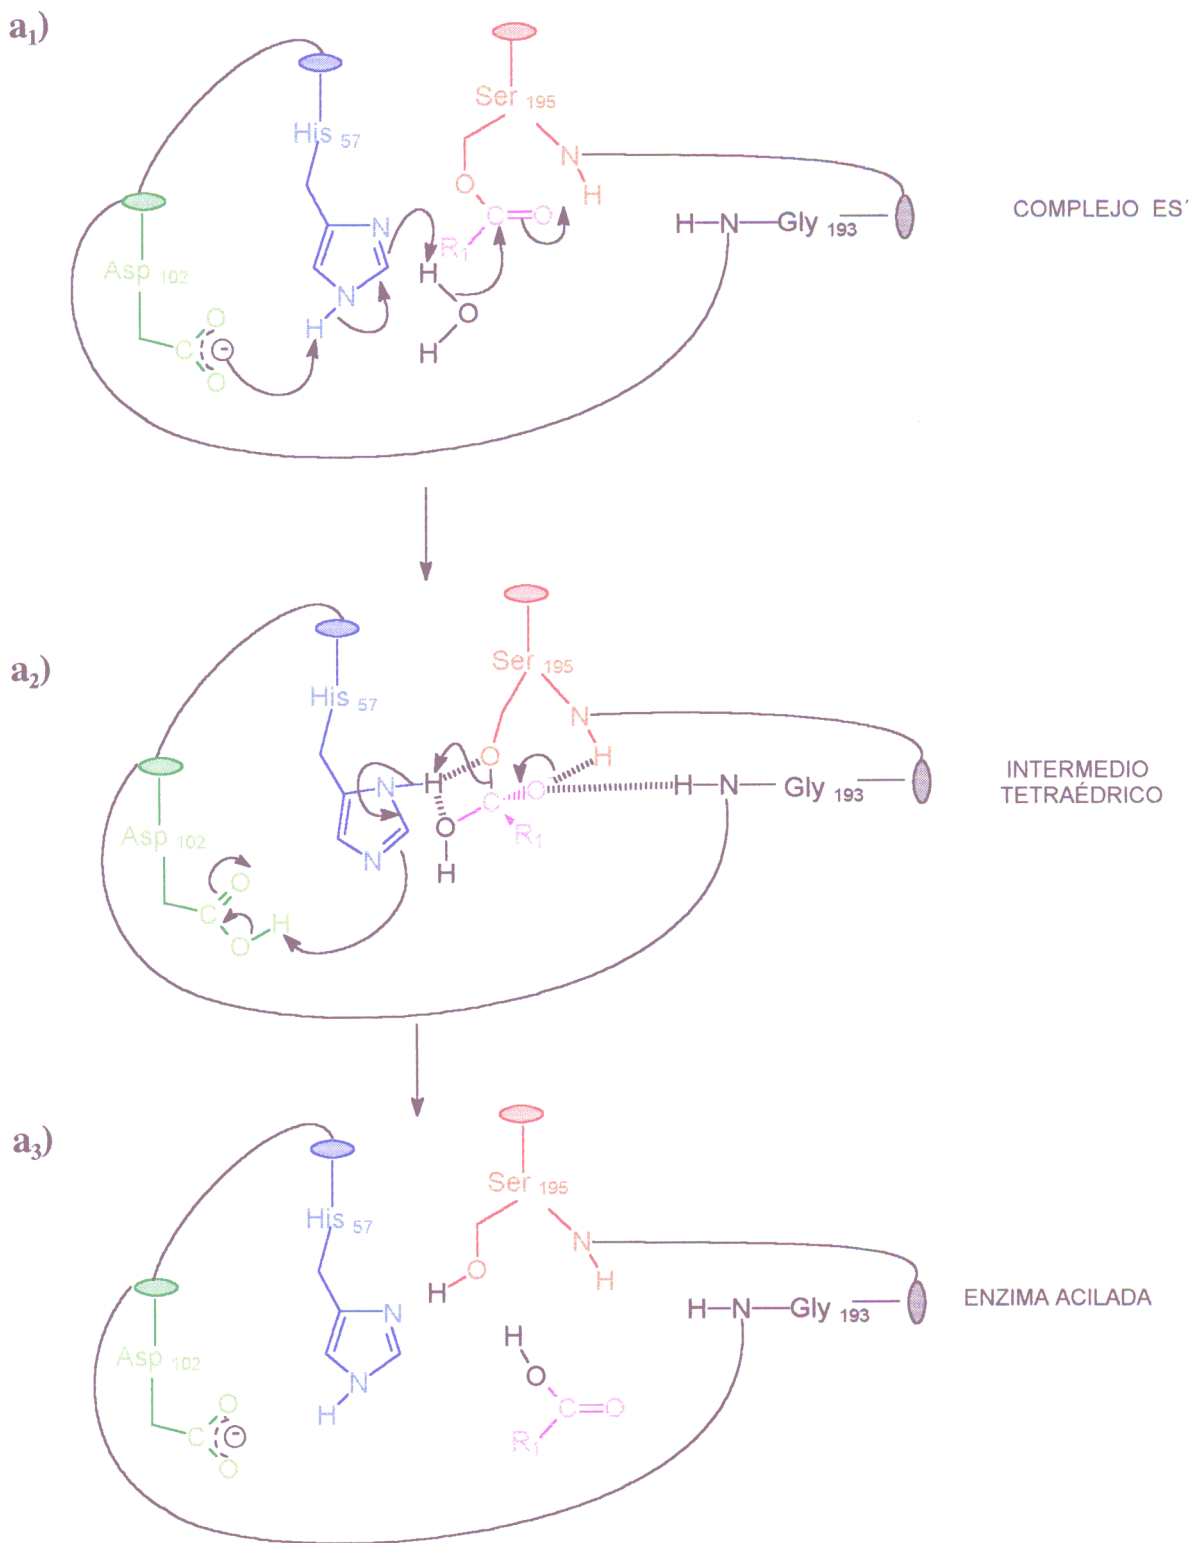 a₁)
Ser 195
His 57
N
H
O
C=O
H—N—Gly 193
COMPLEJO ES'
R₁
N
H
Asp 102
N
H
O
H
O
C
-
O
a₂)
Ser 195
His 57
N
H
O
N
H
C
O
H—N—Gly 193
INTERMEDIO
TETRAÉDRICO
O
R₁
H
Asp 102
N
O
C
H
O
a₃)
Ser 195
His 57
N
H
O
H
N
H—N—Gly 193
ENZIMA ACILADA
H
O
C=O
R₁
Asp 102
N
H
O
C
-
O